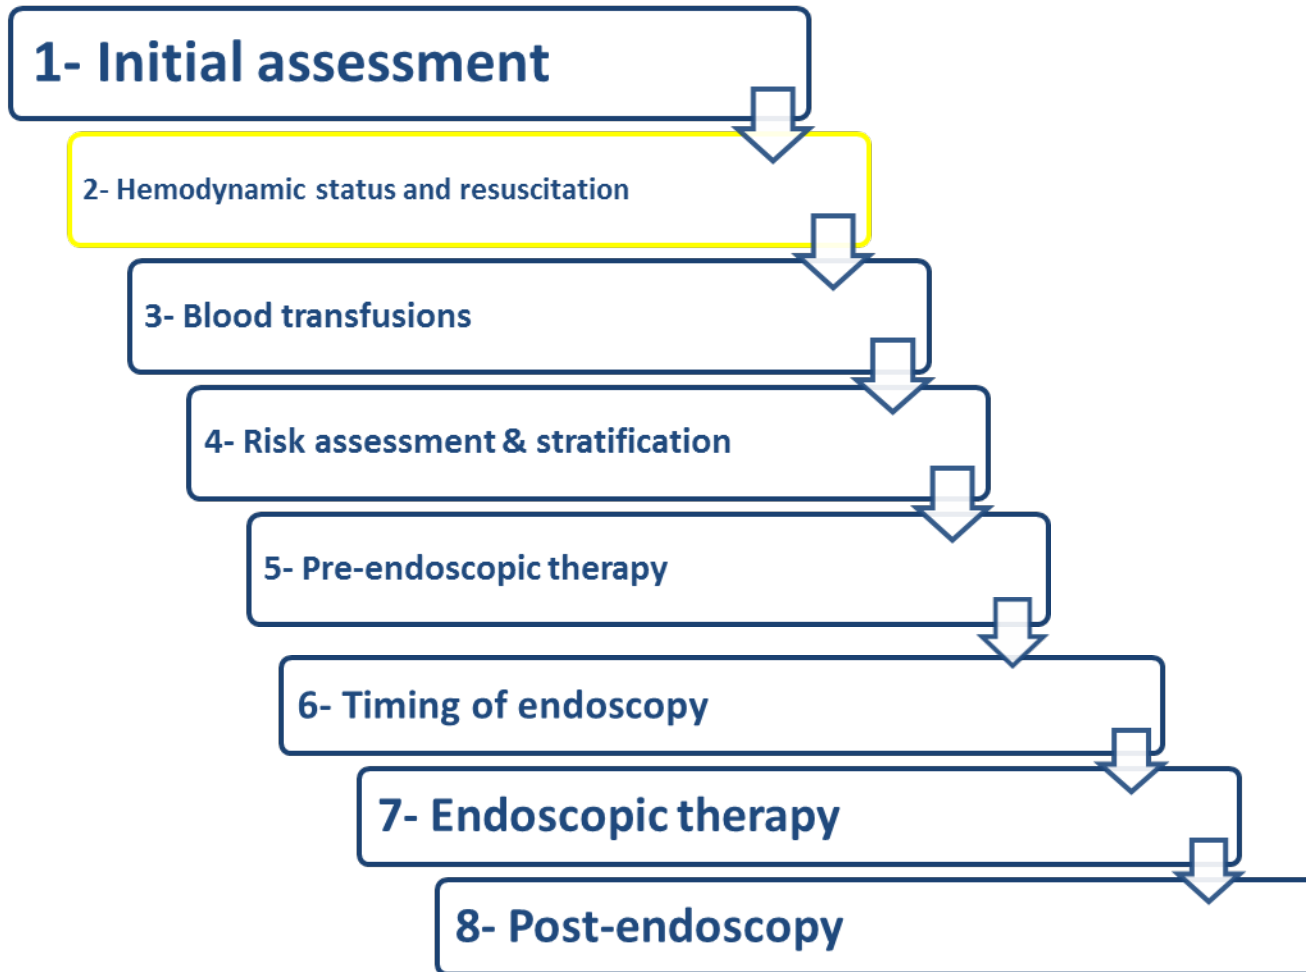 1- Initial assessment
2- Hemodynamic status and resuscitation
3- Blood transfusions
4- Risk assessment & stratification
5- Pre-endoscopic therapy
6- Timing of endoscopy
7- Endoscopic therapy
8- Post-endoscopy